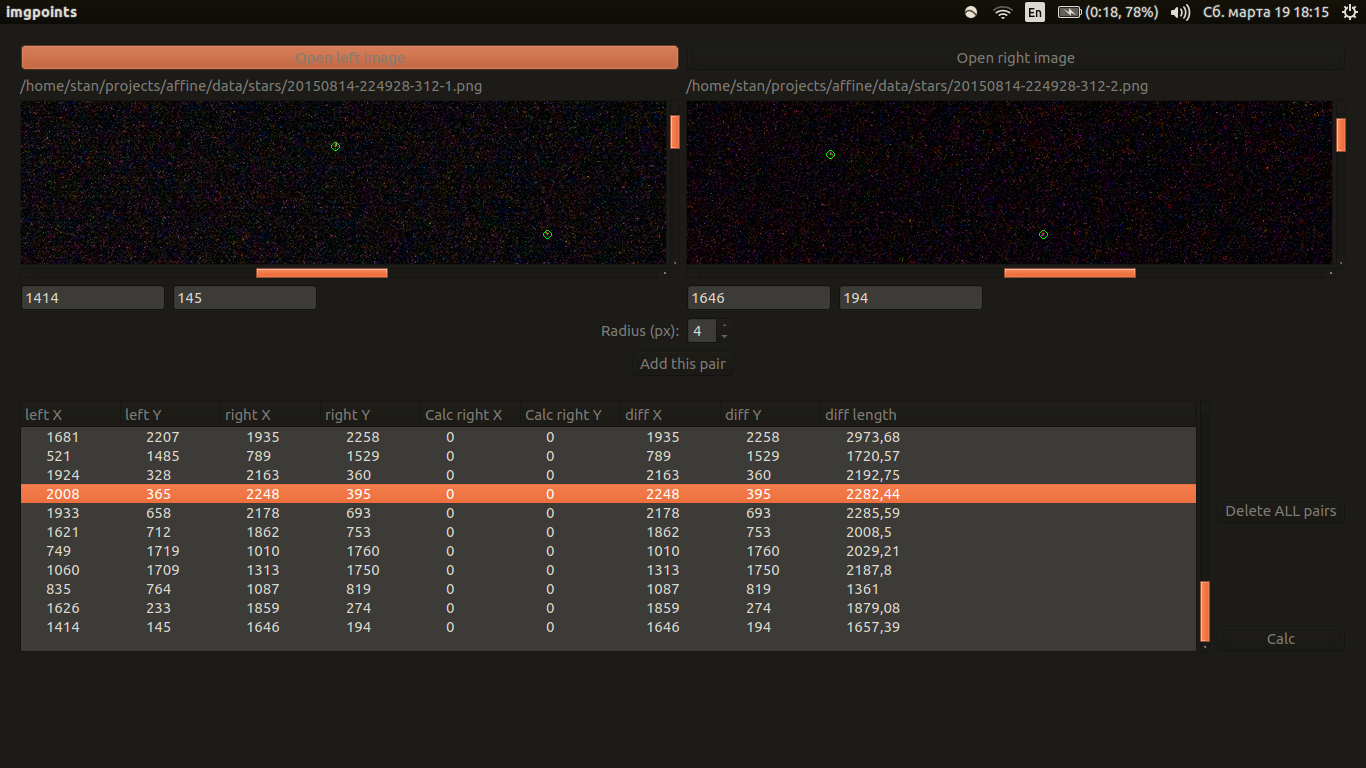 imgpoints En (0:18, 78%) Сб. марта 19 18:15
Open left image Open right image
/home/stan/projects/affine/data/stars/20150814-224928-312-1.png /home/stan/projects/affine/data/stars/20150814-224928-312-2.png
1414 145 1646 194
Radius (px): 4
Add this pair
left X left Y right X right Y Calc right X Calc right Y diff X diff Y diff length
1681 2207 1935 2258 0 0 1935 2258 2973,68
521 1485 789 1529 0 0 789 1529 1720,57
1924 328 2163 360 0 0 2163 360 2192,75
2008 365 2248 395 0 0 2248 395 2282,44
1933 658 2178 693 0 0 2178 693 2285,59
Delete ALL pairs
1621 712 1862 753 0 0 1862 753 2008,5
749 1719 1010 1760 0 0 1010 1760 2029,21
1060 1709 1313 1750 0 0 1313 1750 2187,8
835 764 1087 819 0 0 1087 819 1361
1626 233 1859 274 0 0 1859 274 1879,08
1414 145 1646 194 0 0 1646 194 1657,39
Calc